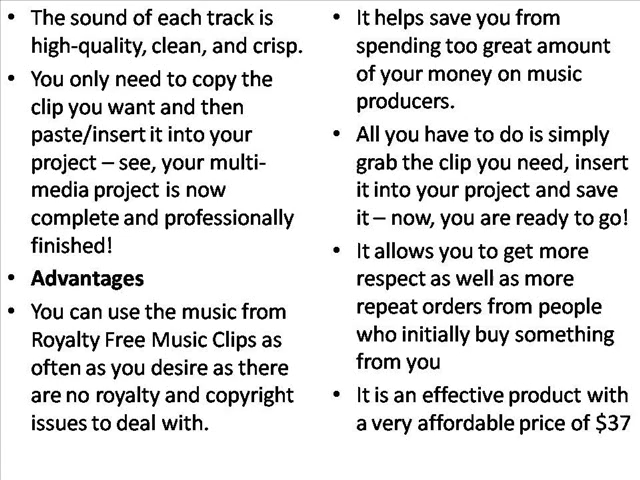 • The sound of each track is
high-quality, clean, and crisp.
• You only need to copy the
clip you want and then
paste/insert it into your
project – see, your multi-
media project is now
complete and professionally
finished!
• Advantages
• You can use the music from
Royalty Free Music Clips as
often as you desire as there
are no royalty and copyright
issues to deal with.
• It helps save you from
spending too great amount
of your money on music
producers.
• All you have to do is simply
grab the clip you need, insert
it into your project and save
it – now, you are ready to go!
• It allows you to get more
respect as well as more
repeat orders from people
who initially buy something
from you
• It is an effective product with
a very affordable price of $37